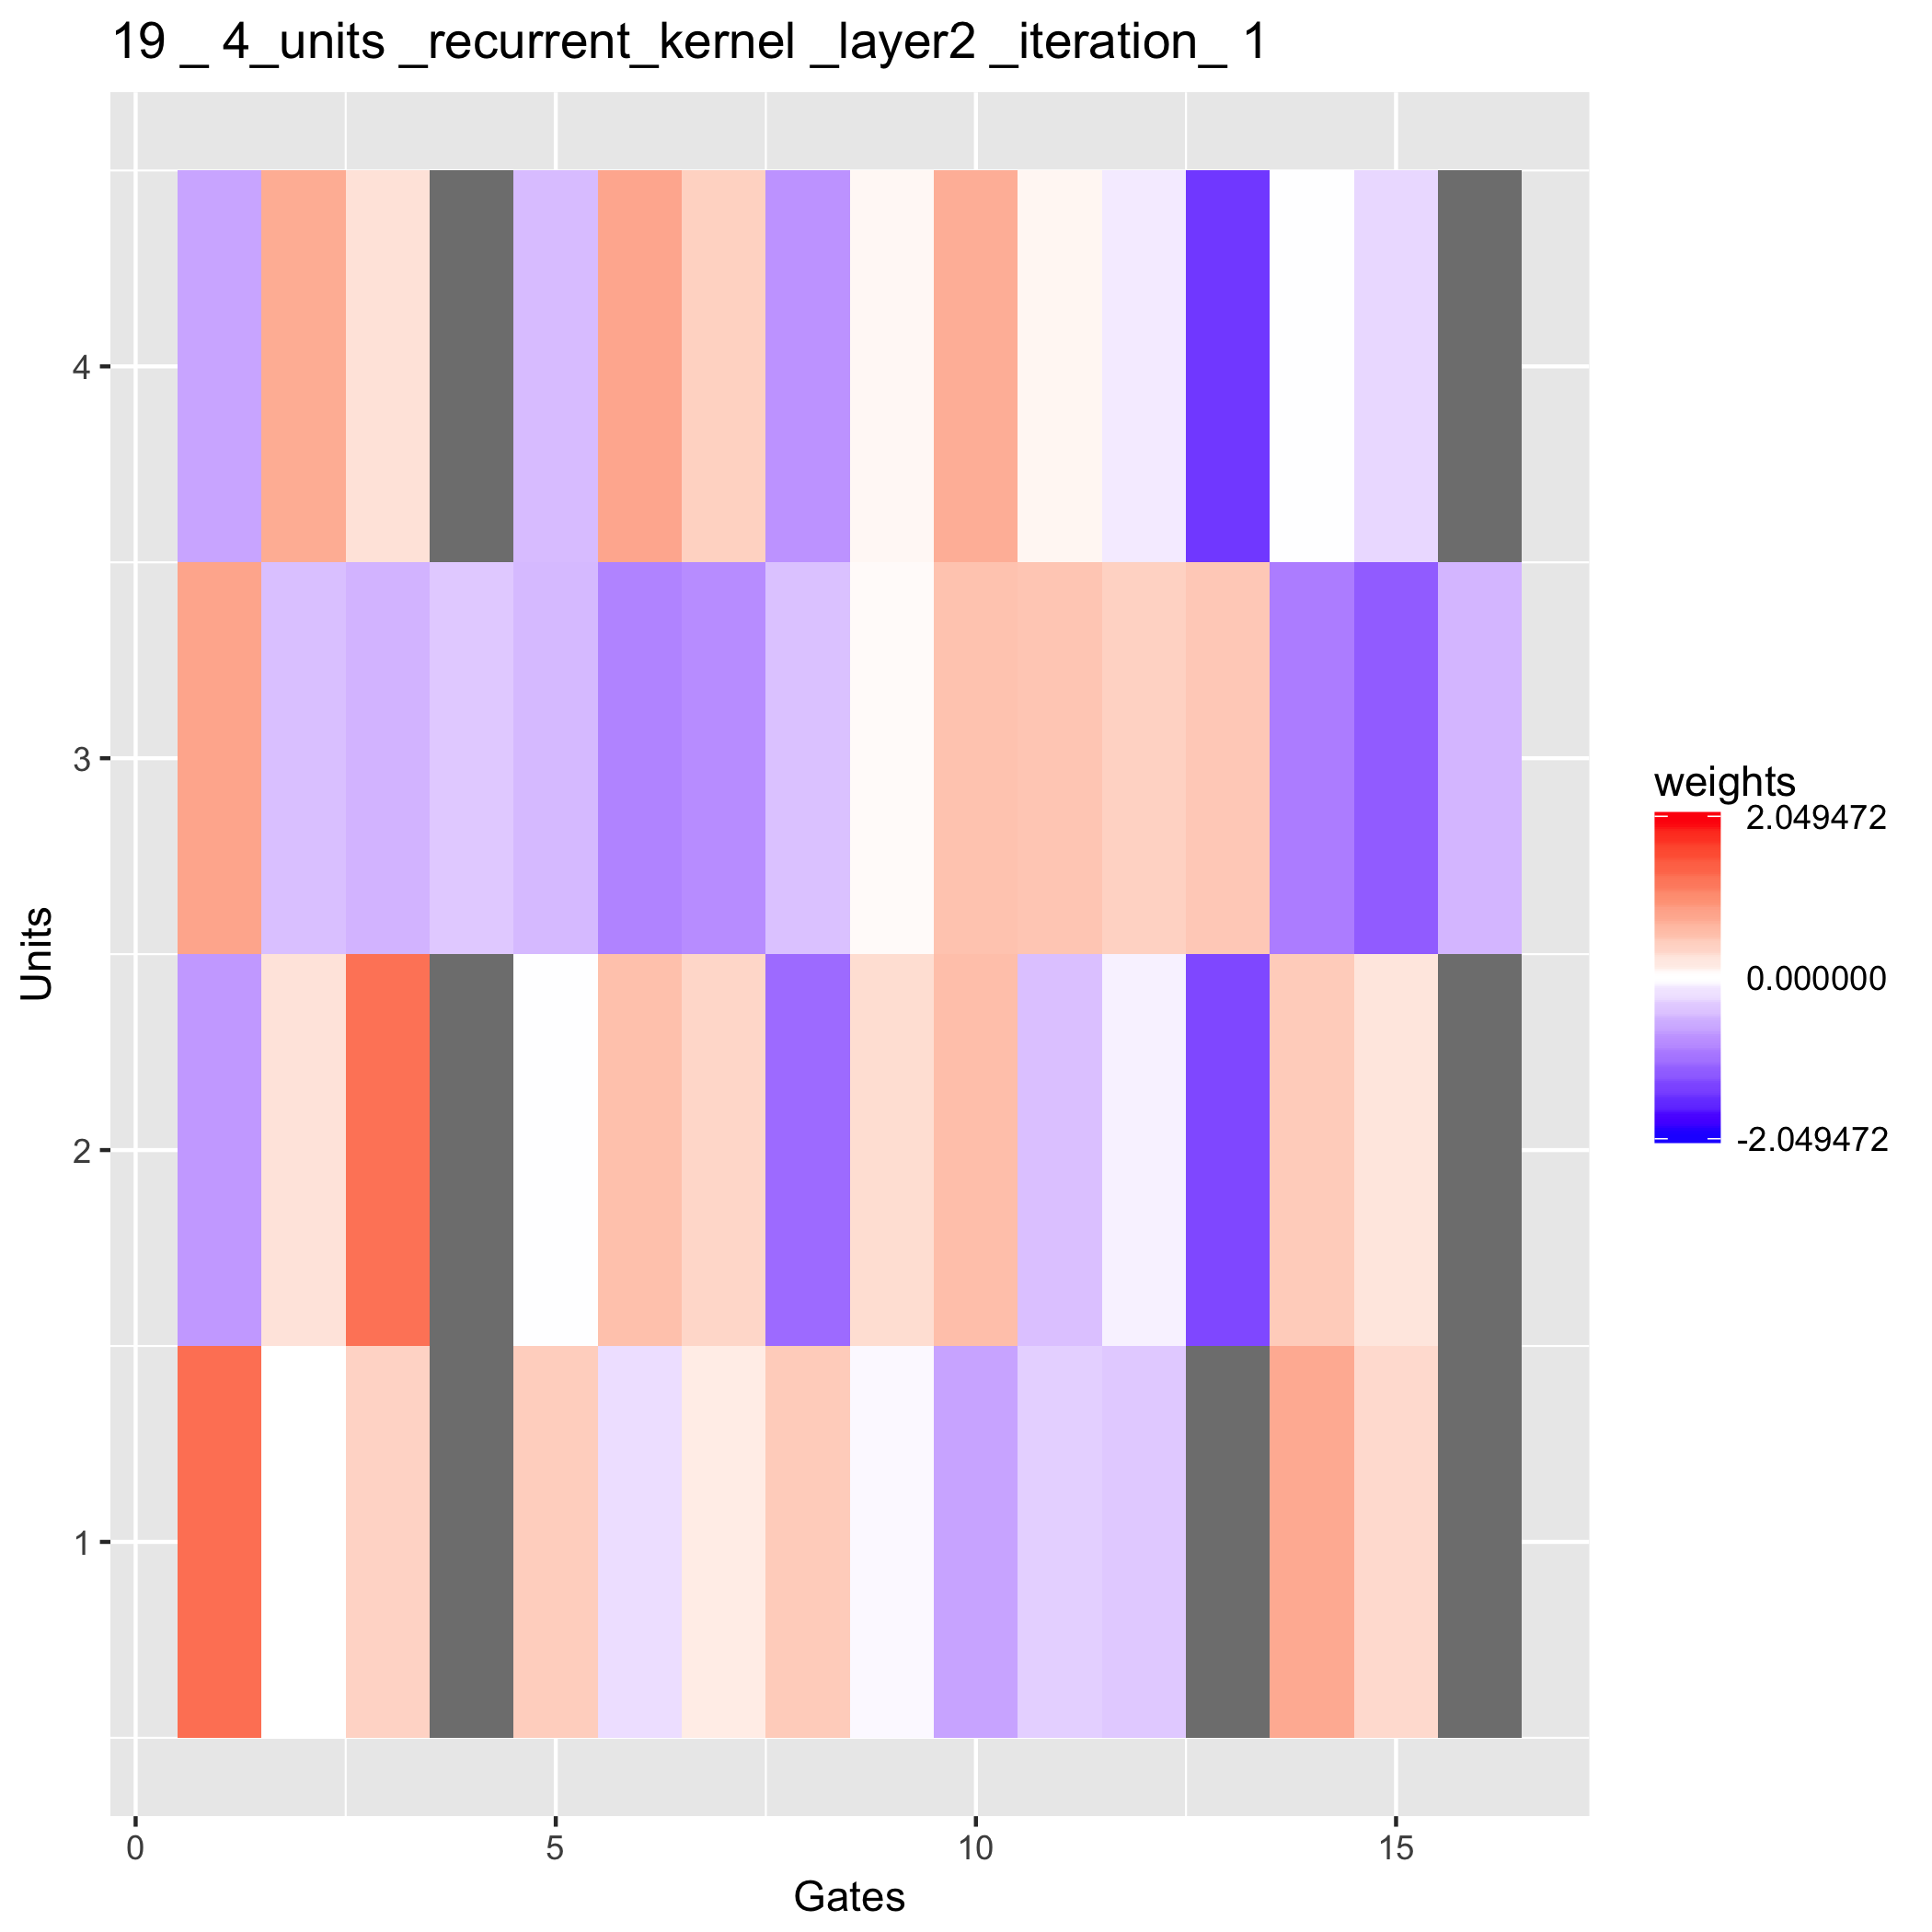 19 _ 4_units _recurrent_kernel _layer2 _iteration_ 1
4
3
2
1
Units
0 5 10 15
Gates
weights
2.049472
0.000000
-2.049472